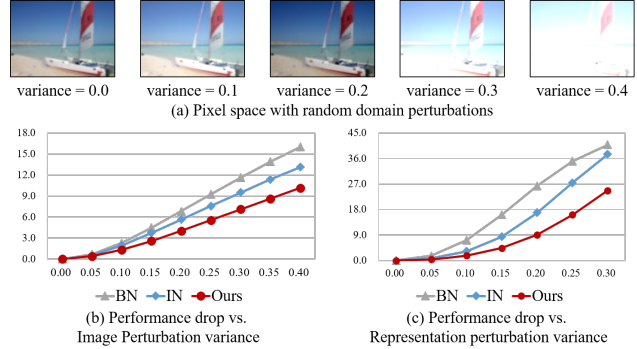 variance = 0.0 variance = 0.1 variance = 0.2 variance = 0.3 variance = 0.4
(a) Pixel space with random domain perturbations
18.0
15.0
12.0
9.0
6.0
3.0
0.0
0.00 0.05 0.10 0.15 0.20 0.25 0.30 0.35 0.40
BN IN Ours
(b) Performance drop vs.
Image Perturbation variance
45.0
36.0
27.0
18.0
9.0
0.0
0.00 0.05 0.10 0.15 0.20 0.25 0.30
BN IN Ours
(c) Performance drop vs.
Representation perturbation variance